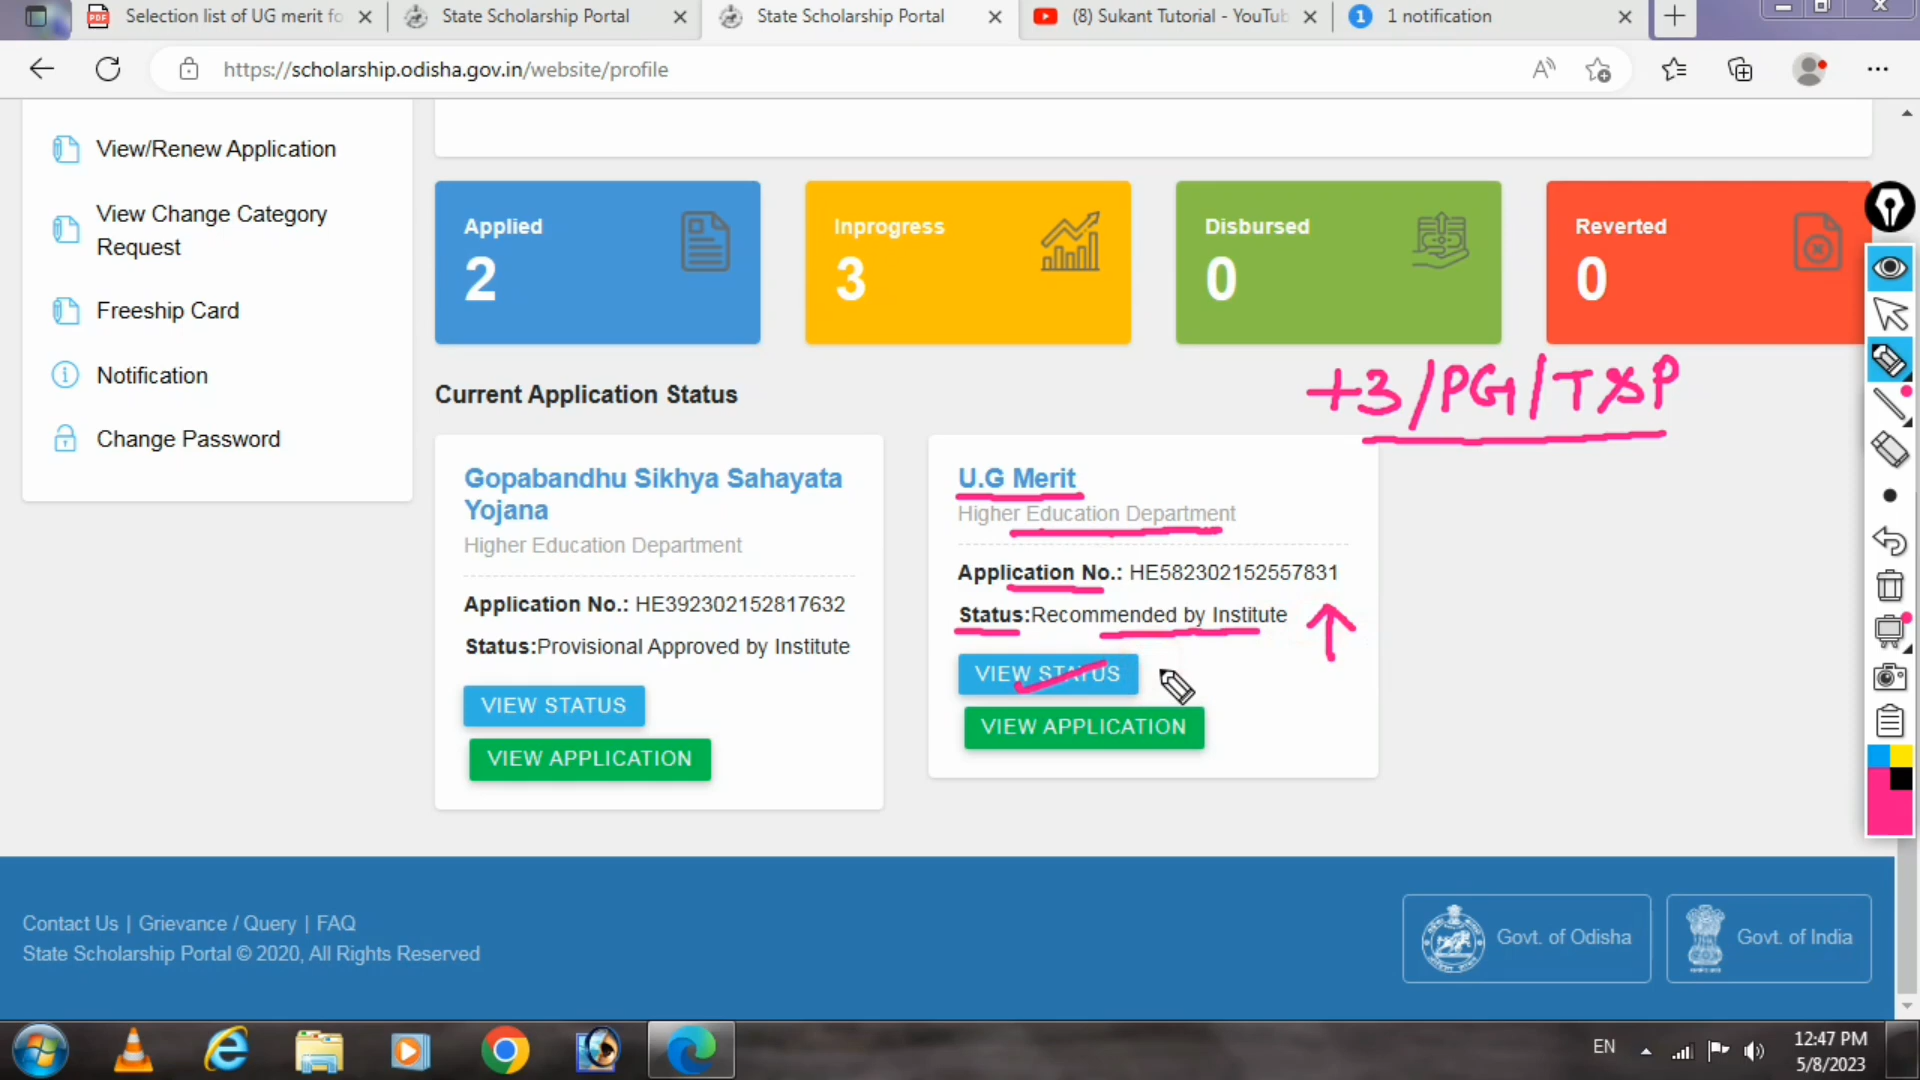 Selection list of UG merit fo
State Scholarship Portal
State Scholarship Portal
(8) Sukant Tutorial - YouTub
1 1 notification
https://scholarship.odisha.gov.in/website/profile
View/Renew Application
View Change Category
Request
Freeship Card
Notification
Change Password
Applied
2
Inprogress
3
Disbursed
0
Reverted
0
Current Application Status
+3/PG/T&P
Gopabandhu Sikhya Sahayata
Yojana
Higher Education Department
Application No.: HE392302152817632
Status:Provisional Approved by Institute
VIEW STATUS
VIEW APPLICATION
U.G Merit
Higher Education Department
Application No.: HE582302152557831
Status:Recommended by Institute
VIEW STATUS
VIEW APPLICATION
Contact Us | Grievance / Query | FAQ
State Scholarship Portal © 2020, All Rights Reserved
Govt. of Odisha
Govt. of India
EN
12:47 PM
5/8/2023